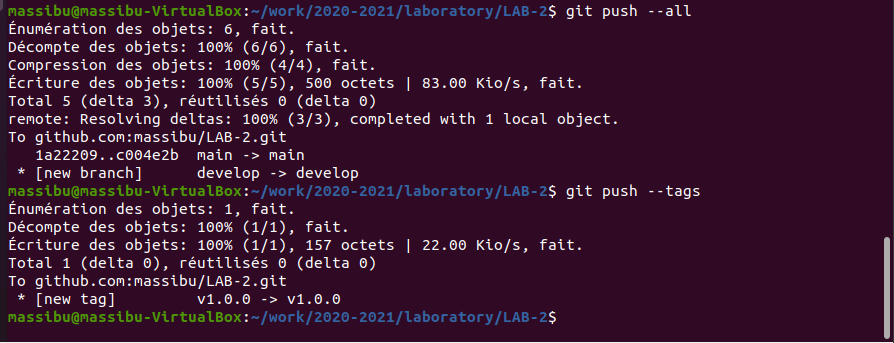 massibu@massibu-VirtualBox:~/work/2020-2021/laboratory/LAB-2$ git push --all
Énumération des objets: 6, fait.
Décompte des objets: 100% (6/6), fait.
Compression des objets: 100% (4/4), fait.
Écriture des objets: 100% (5/5), 500 octets | 83.00 Kio/s, fait.
Total 5 (delta 3), réutilisés 0 (delta 0)
remote: Resolving deltas: 100% (3/3), completed with 1 local object.
To github.com:massibu/LAB-2.git
   1a22209..c004e2b  main -> main
 * [new branch]      develop -> develop
massibu@massibu-VirtualBox:~/work/2020-2021/laboratory/LAB-2$ git push --tags
Énumération des objets: 1, fait.
Décompte des objets: 100% (1/1), fait.
Écriture des objets: 100% (1/1), 157 octets | 22.00 Kio/s, fait.
Total 1 (delta 0), réutilisés 0 (delta 0)
To github.com:massibu/LAB-2.git
 * [new tag]         v1.0.0 -> v1.0.0
massibu@massibu-VirtualBox:~/work/2020-2021/laboratory/LAB-2$